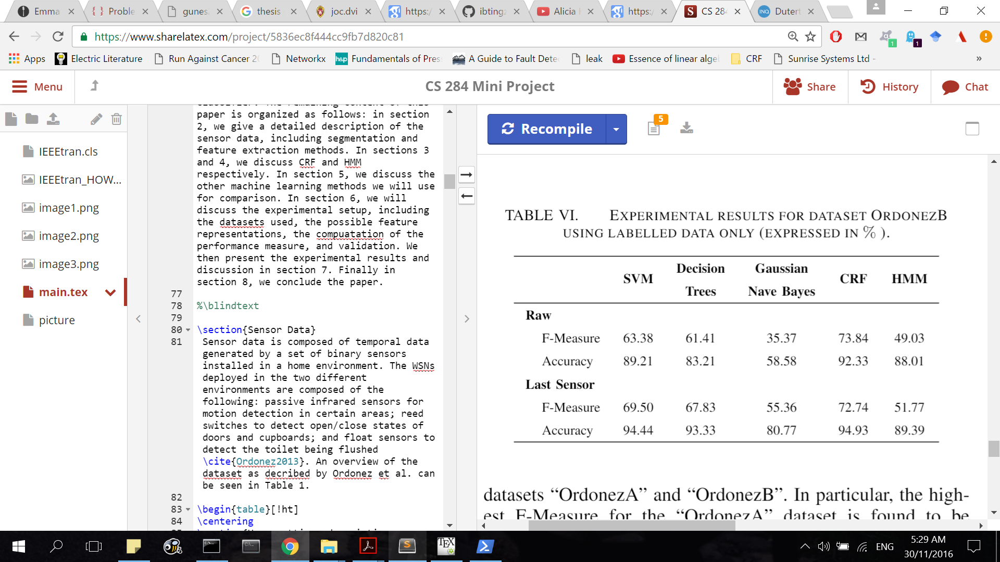 Emma
Proble
gunes
thesis
joc.dvi
https:/
ibting
Alicia
https:/
CS 28
INQ
Dutert
https://www.sharelatex.com/project/5836ec8f444cc9fb7d820c81
1
1
Apps
Electric Literature
Run Against Cancer 20
Networkx
h&p
Fundamentals of Pres
A Guide to Fault Dete
leak
Essence of linear alge
CRF
Sunrise Systems Ltd -
»
Menu
CS 284 Mini Project
Share
History
Chat
IEEEtran.cls
IEEEtran_HOW...
image1.png
image2.png
image3.png
main.tex
picture
classifier. The remaining content of this
paper is organized as follows: in section
2, we give a detailed description of the
sensor data, including segmentation and
feature extraction methods. In sections 3
and 4, we discuss CRF and HMM
respectively. In section 5, we discuss the
other machine learning methods we will use
for comparison. In section 6, we will
discuss the experimental setup, including
the datasets used, the possible feature
representations, the compuatation of the
performance measure, and validation. We
then present the experimental results and
discussion in section 7. Finally in
section 8, we conclude the paper.
77
78 %\blindtext
79
80 \section{Sensor Data}
81 Sensor data is composed of temporal data
generated by a set of binary sensors
installed in a home environment. The WSNs
deployed in the two different
environments are composed of the
following: passive infrared sensors for
motion detection in certain areas; reed
switches to detect open/close states of
doors and cupboards; and float sensors to
detect the toilet being flushed
\cite{Ordonez2013}. An overview of the
dataset as decribed by Ordonez et al. can
be seen in Table 1.
82
83 \begin{table}[!ht]
84 \centering
Recompile
5
TABLE VI. EXPERIMENTAL RESULTS FOR DATASET ORDONEZB
USING LABELLED DATA ONLY (EXPRESSED IN % ).
SVM Decision Trees Gaussian Nave Bayes CRF HMM
Raw
F-Measure 63.38 61.41 35.37 73.84 49.03
Accuracy 89.21 83.21 58.58 92.33 88.01
Last Sensor
F-Measure 69.50 67.83 55.36 72.74 51.77
Accuracy 94.44 93.33 80.77 94.93 89.39
datasets “OrdonezA” and “OrdonezB”. In particular, the high-
est F-Measure for the “OrdonezA” dataset is found to be
TEX
ENG
5:29 AM
30/11/2016